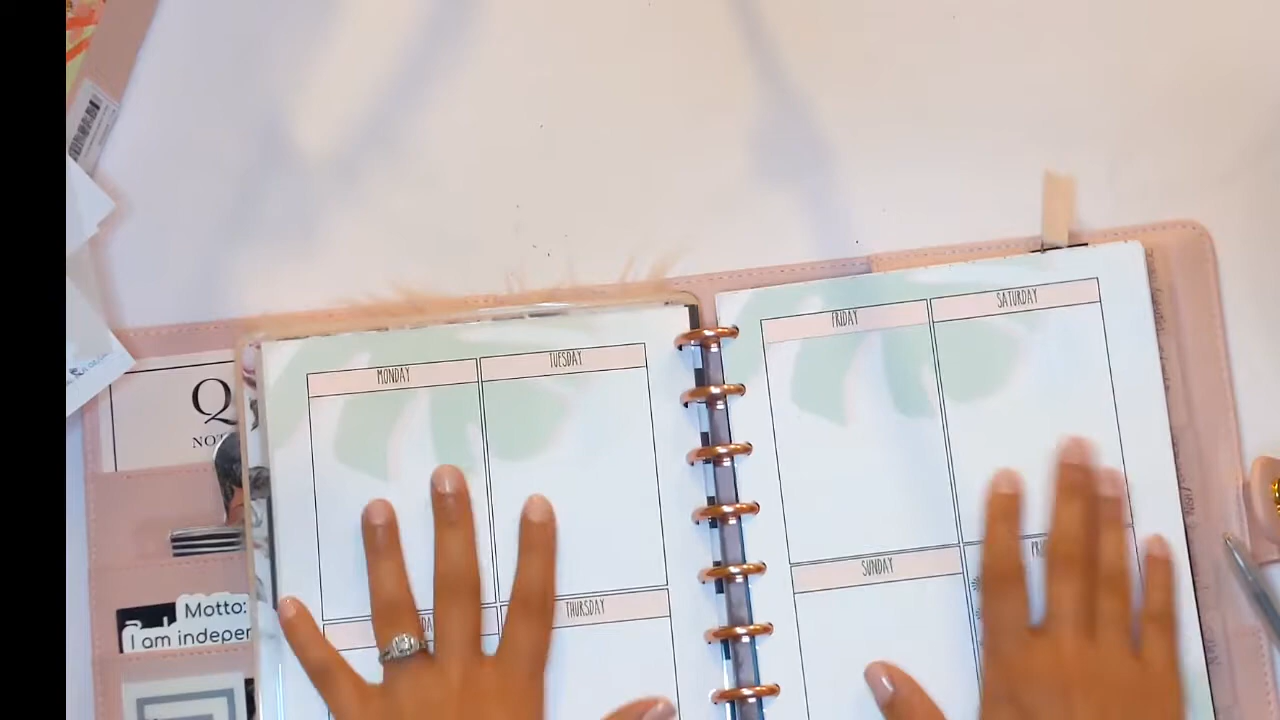 MONDAY
TUESDAY
FRIDAY
SATURDAY
THURSDAY
SUNDAY
Q
NOT
Motto:
I am indeper